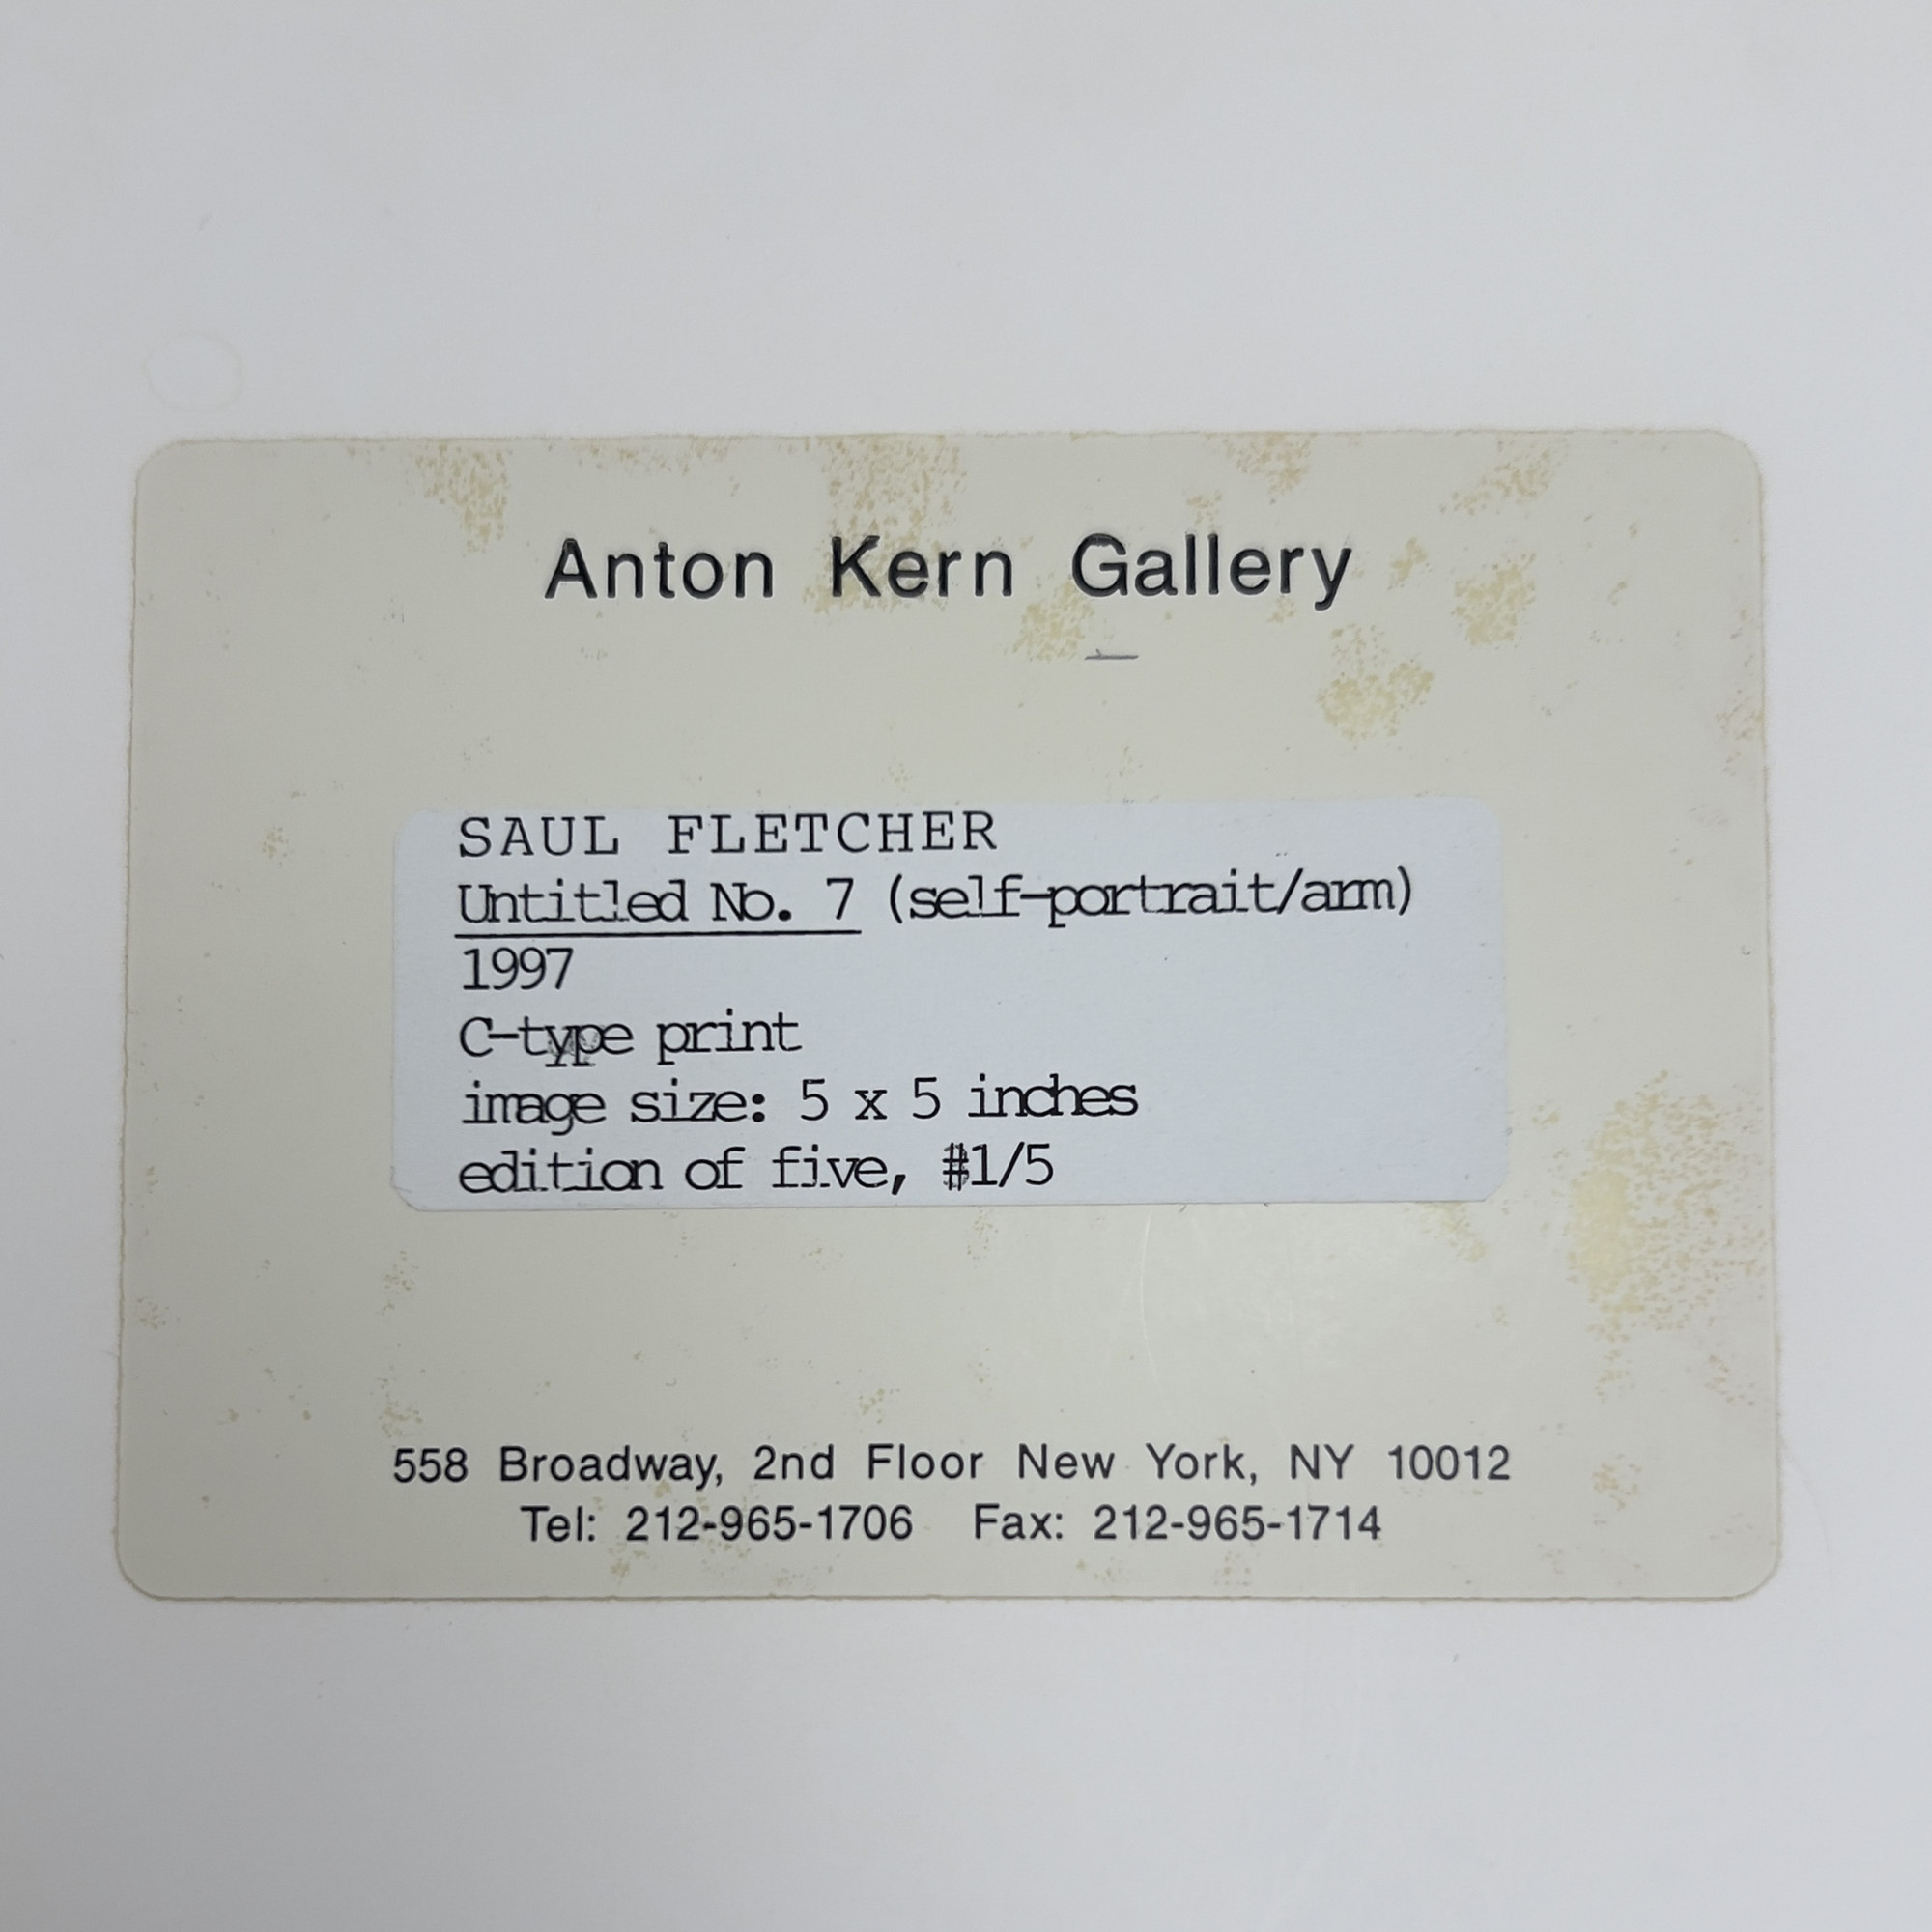 Anton Kern Gallery
SAUL FLETCHER
Untitled No. 7 (self-portrait/arm)
1997
C-type print
image size: 5 x 5 inches
edition of five, #1/5
558 Broadway, 2nd Floor New York, NY 10012
Tel: 212-965-1706 Fax: 212-965-1714